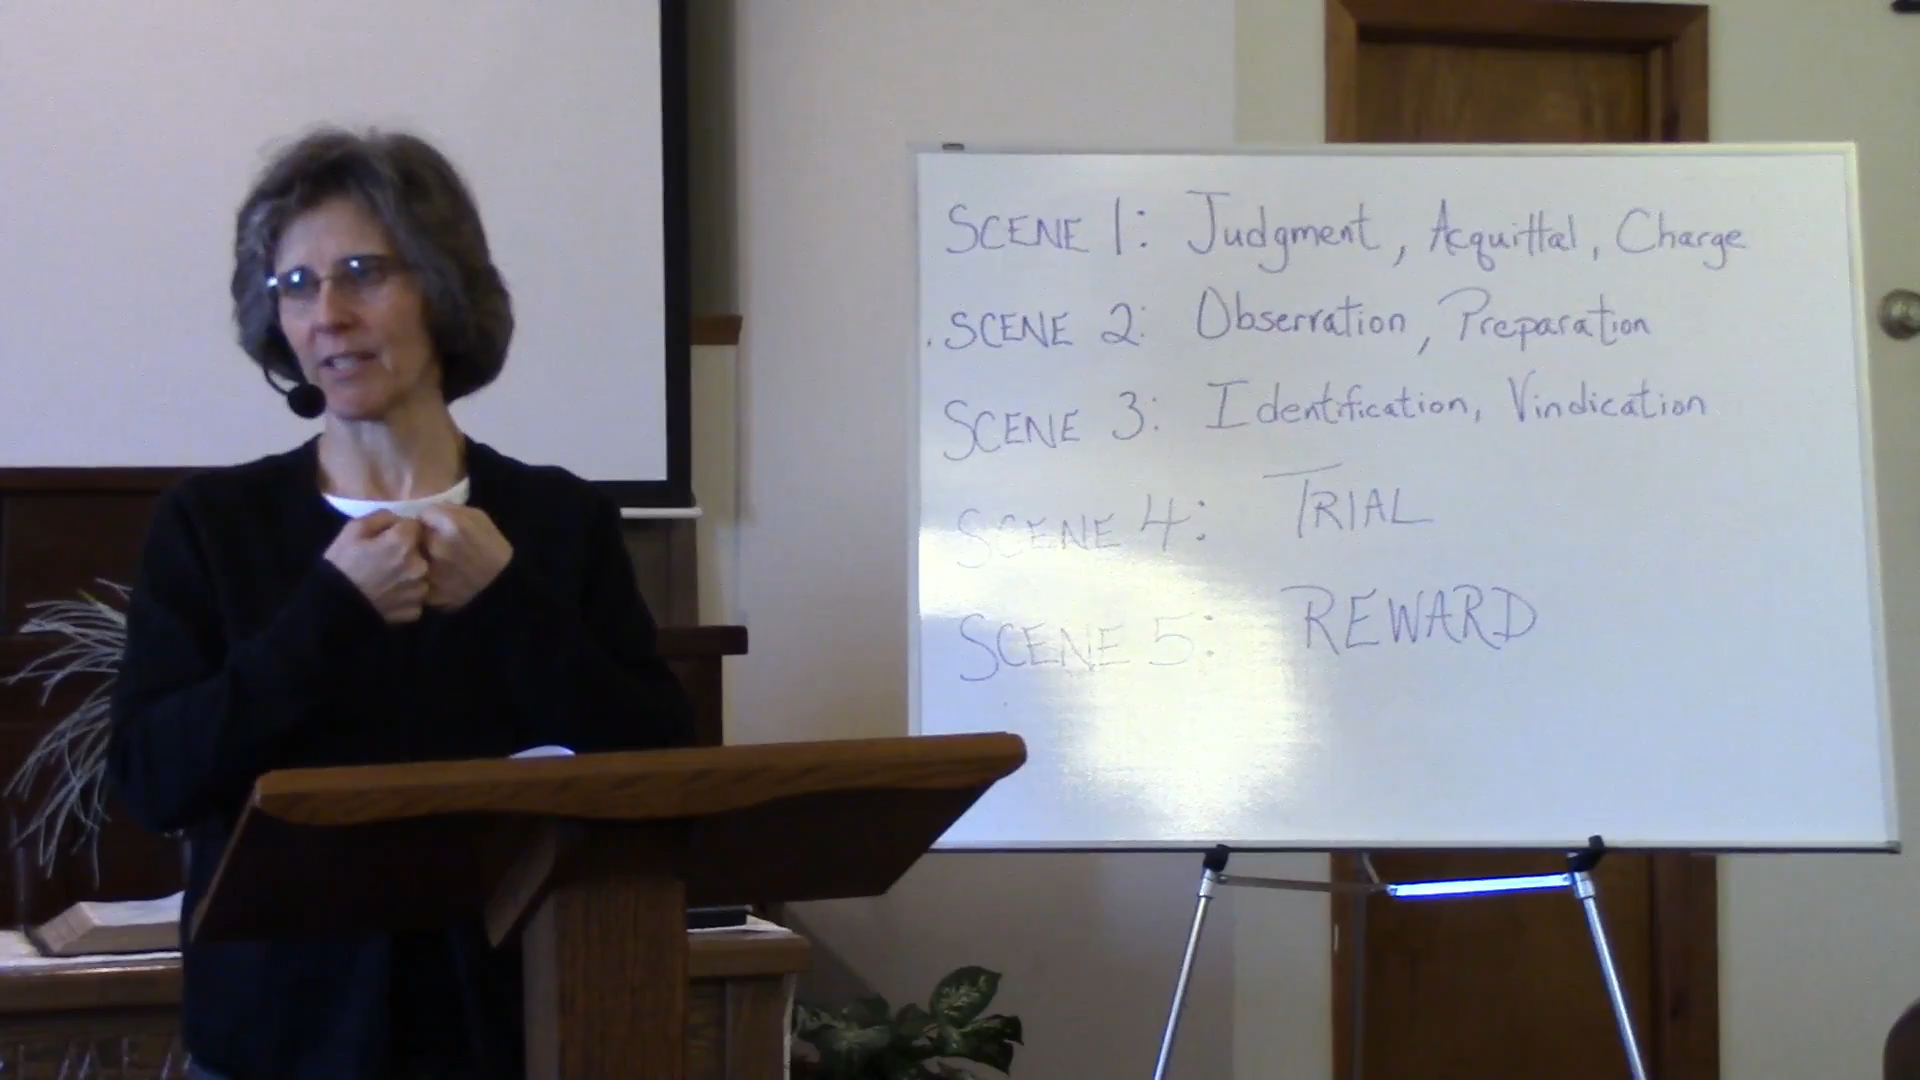 SCENE 1: Judgment, Acquittal, Charge
SCENE 2: Observation, Preparation
SCENE 3: Identification, Vindication
SCENE 4: TRIAL
SCENE 5: REWARD